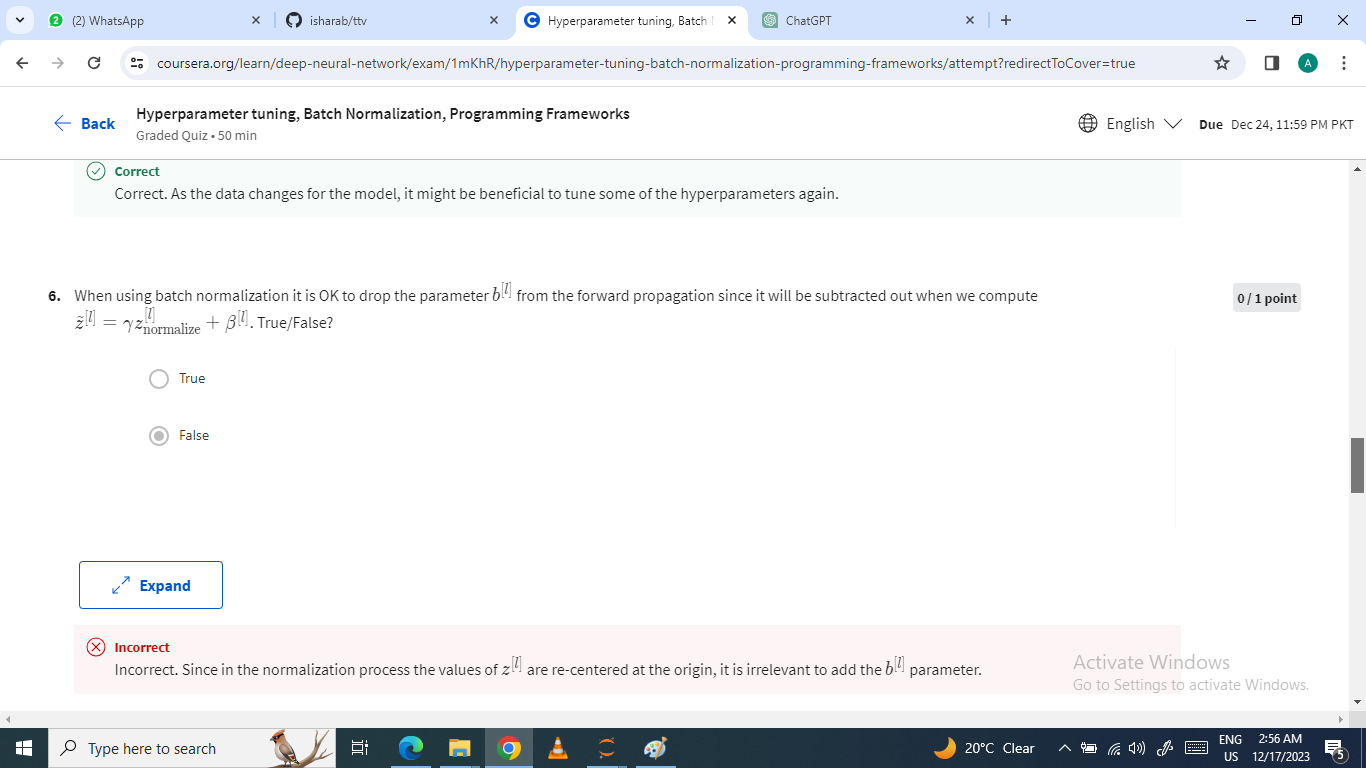 (2) WhatsApp
isharab/ttv
Hyperparameter tuning, Batch
ChatGPT
coursera.org/learn/deep-neural-network/exam/1mKhR/hyperparameter-tuning-batch-normalization-programming-frameworks/attempt?redirectToCover=true
A
Back
Hyperparameter tuning, Batch Normalization, Programming Frameworks
Graded Quiz • 50 min
English
Due Dec 24, 11:59 PM PKT
Correct
Correct. As the data changes for the model, it might be beneficial to tune some of the hyperparameters again.
6. When using batch normalization it is OK to drop the parameter b^[l] from the forward propagation since it will be subtracted out when we compute
z̃^[l] = γz^[l]_normalize + β^[l]. True/False?
0 / 1 point
True
False
Expand
Incorrect
Incorrect. Since in the normalization process the values of z^[l] are re-centered at the origin, it is irrelevant to add the b^[l] parameter.
Activate Windows
Go to Settings to activate Windows.
Type here to search
20°C Clear
ENG
US
2:56 AM
12/17/2023
5